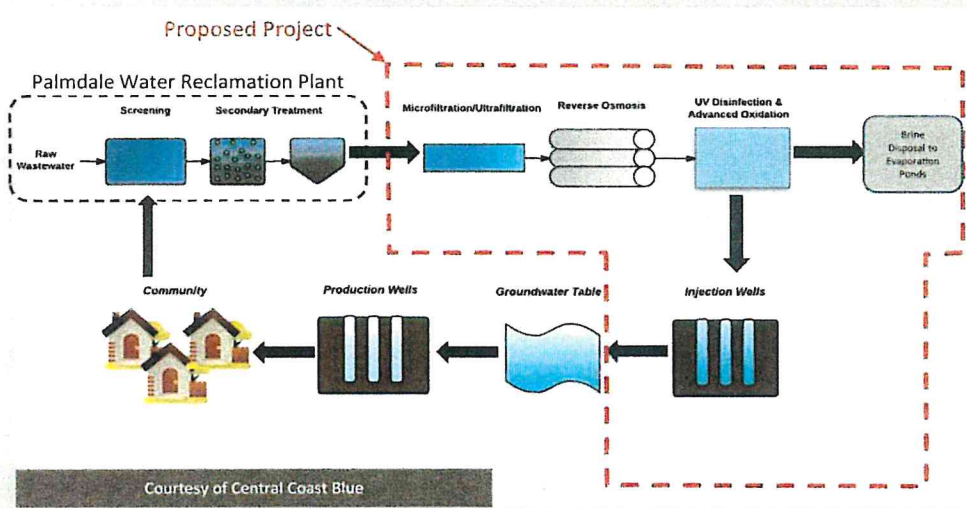 Proposed Project
Palmdale Water Reclamation Plant
Screening
Secondary Treatment
Raw
Wastewater
Microfiltration/Ultrafiltration
Reverse Osmosis
UV Disinfection &
Advanced Oxidation
Brine
Disposal to
Evaporation
Ponds
Community
Production Wells
Groundwater Table
Injection Wells
Courtesy of Central Coast Blue